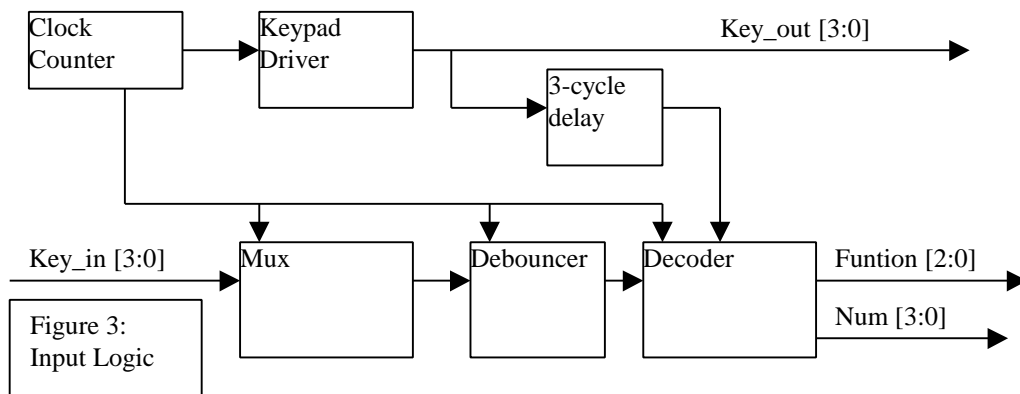 Clock
Counter
Keypad
Driver
Key_out [3:0]
3-cycle
delay
Key_in [3:0]
Mux
Debouncer
Decoder
Funtion [2:0]
Num [3:0]
Figure 3:
Input Logic